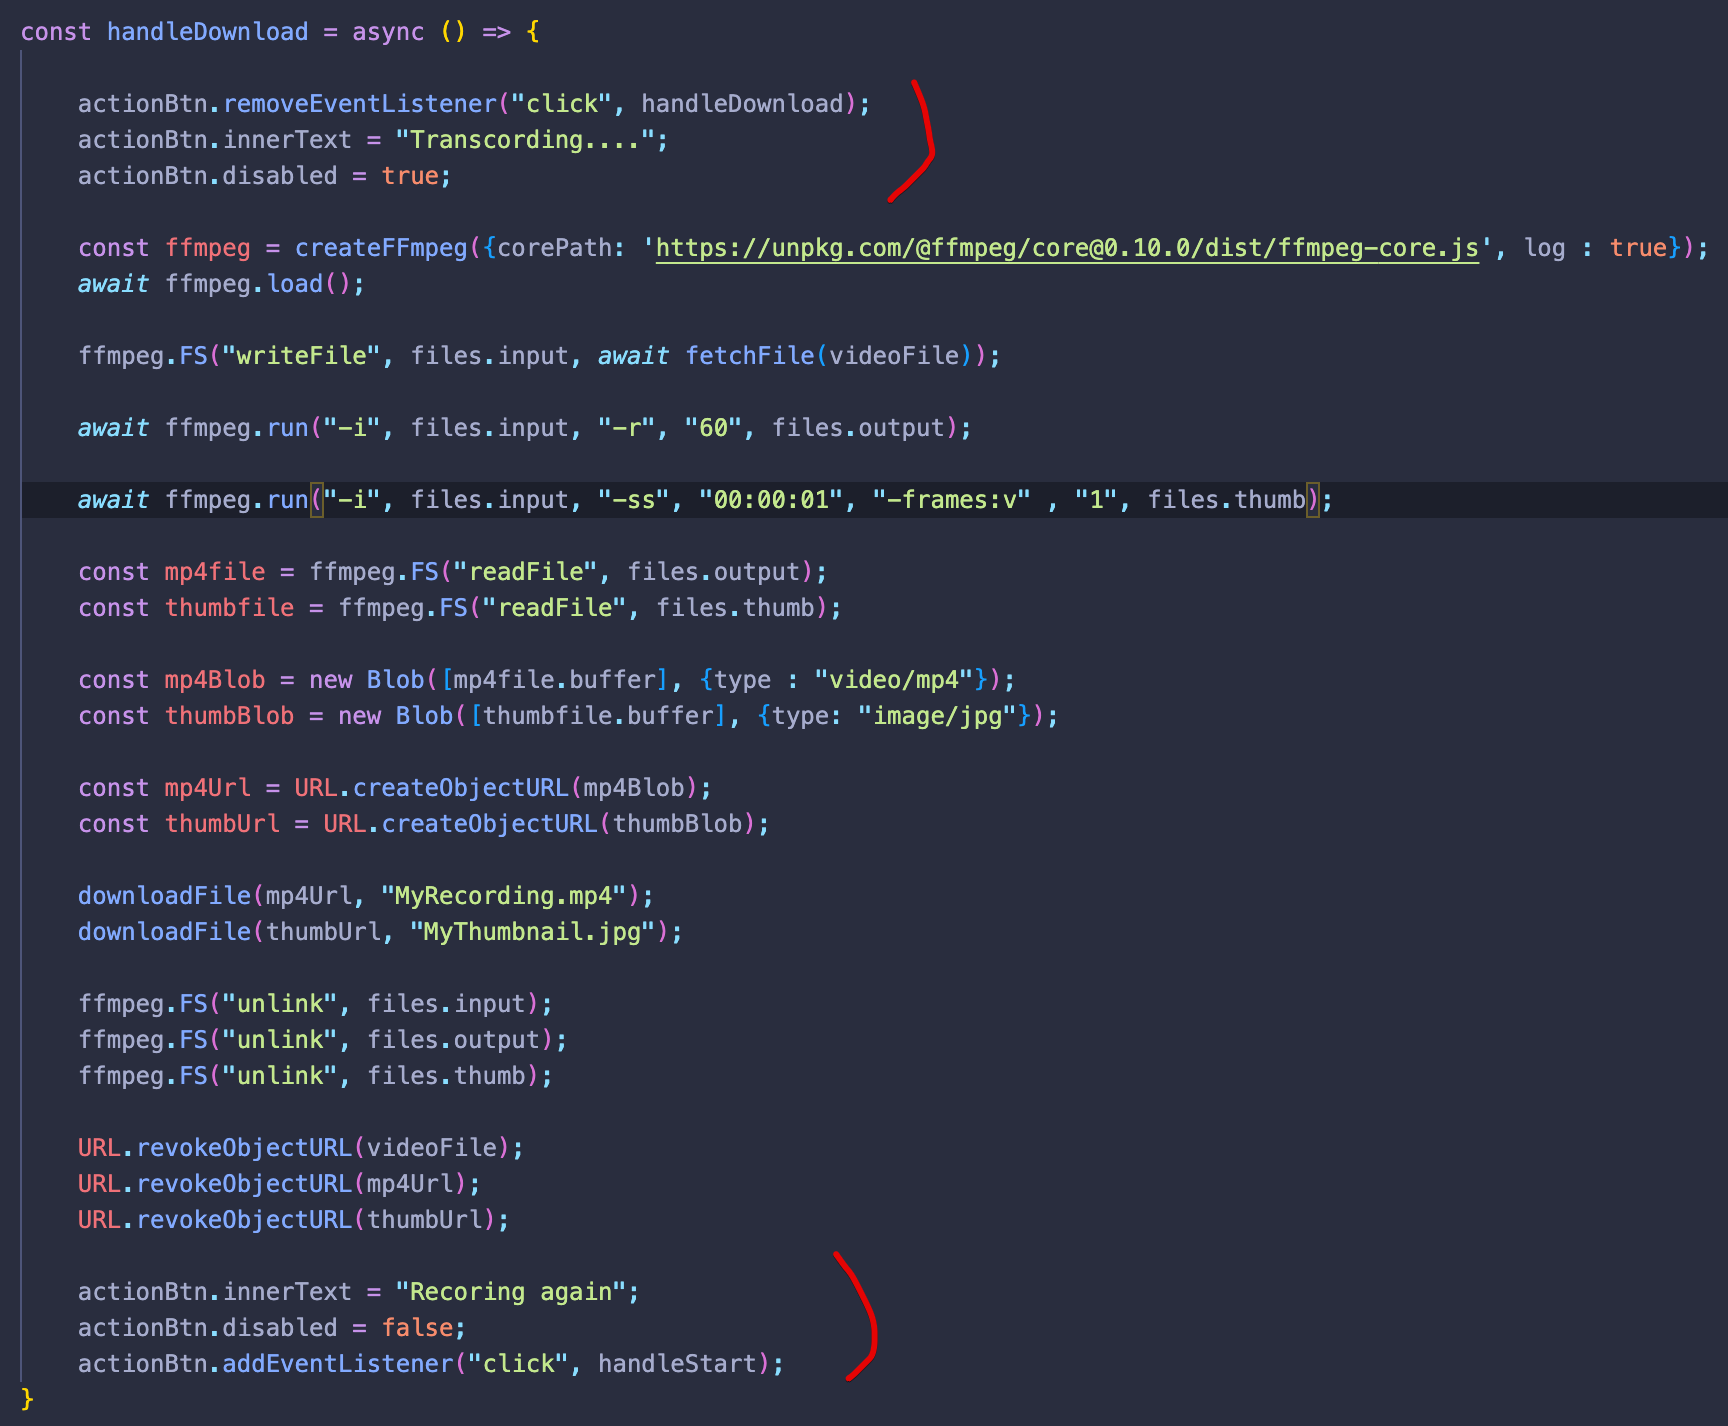 const handleDownload = async () => {
actionBtn.removeEventListener("click", handleDownload);
actionBtn.innerText = "Transcording....";
actionBtn.disabled = true;
const ffmpeg = createFFmpeg({corePath: 'https://unpkg.com/@ffmpeg/core@0.10.0/dist/ffmpeg-core.js', log : true});
await ffmpeg.load();
ffmpeg.FS("writeFile", files.input, await fetchFile(videoFile));
await ffmpeg.run("-i", files.input, "-r", "60", files.output);
await ffmpeg.run("-i", files.input, "-ss", "00:00:01", "-frames:v" , "1", files.thumb);
const mp4file = ffmpeg.FS("readFile", files.output);
const thumbfile = ffmpeg.FS("readFile", files.thumb);
const mp4Blob = new Blob([mp4file.buffer], {type : "video/mp4"});
const thumbBlob = new Blob([thumbfile.buffer], {type: "image/jpg"});
const mp4Url = URL.createObjectURL(mp4Blob);
const thumbUrl = URL.createObjectURL(thumbBlob);
downloadFile(mp4Url, "MyRecording.mp4");
downloadFile(thumbUrl, "MyThumbnail.jpg");
ffmpeg.FS("unlink", files.input);
ffmpeg.FS("unlink", files.output);
ffmpeg.FS("unlink", files.thumb);
URL.revokeObjectURL(videoFile);
URL.revokeObjectURL(mp4Url);
URL.revokeObjectURL(thumbUrl);
actionBtn.innerText = "Recoring again";
actionBtn.disabled = false;
actionBtn.addEventListener("click", handleStart);
}